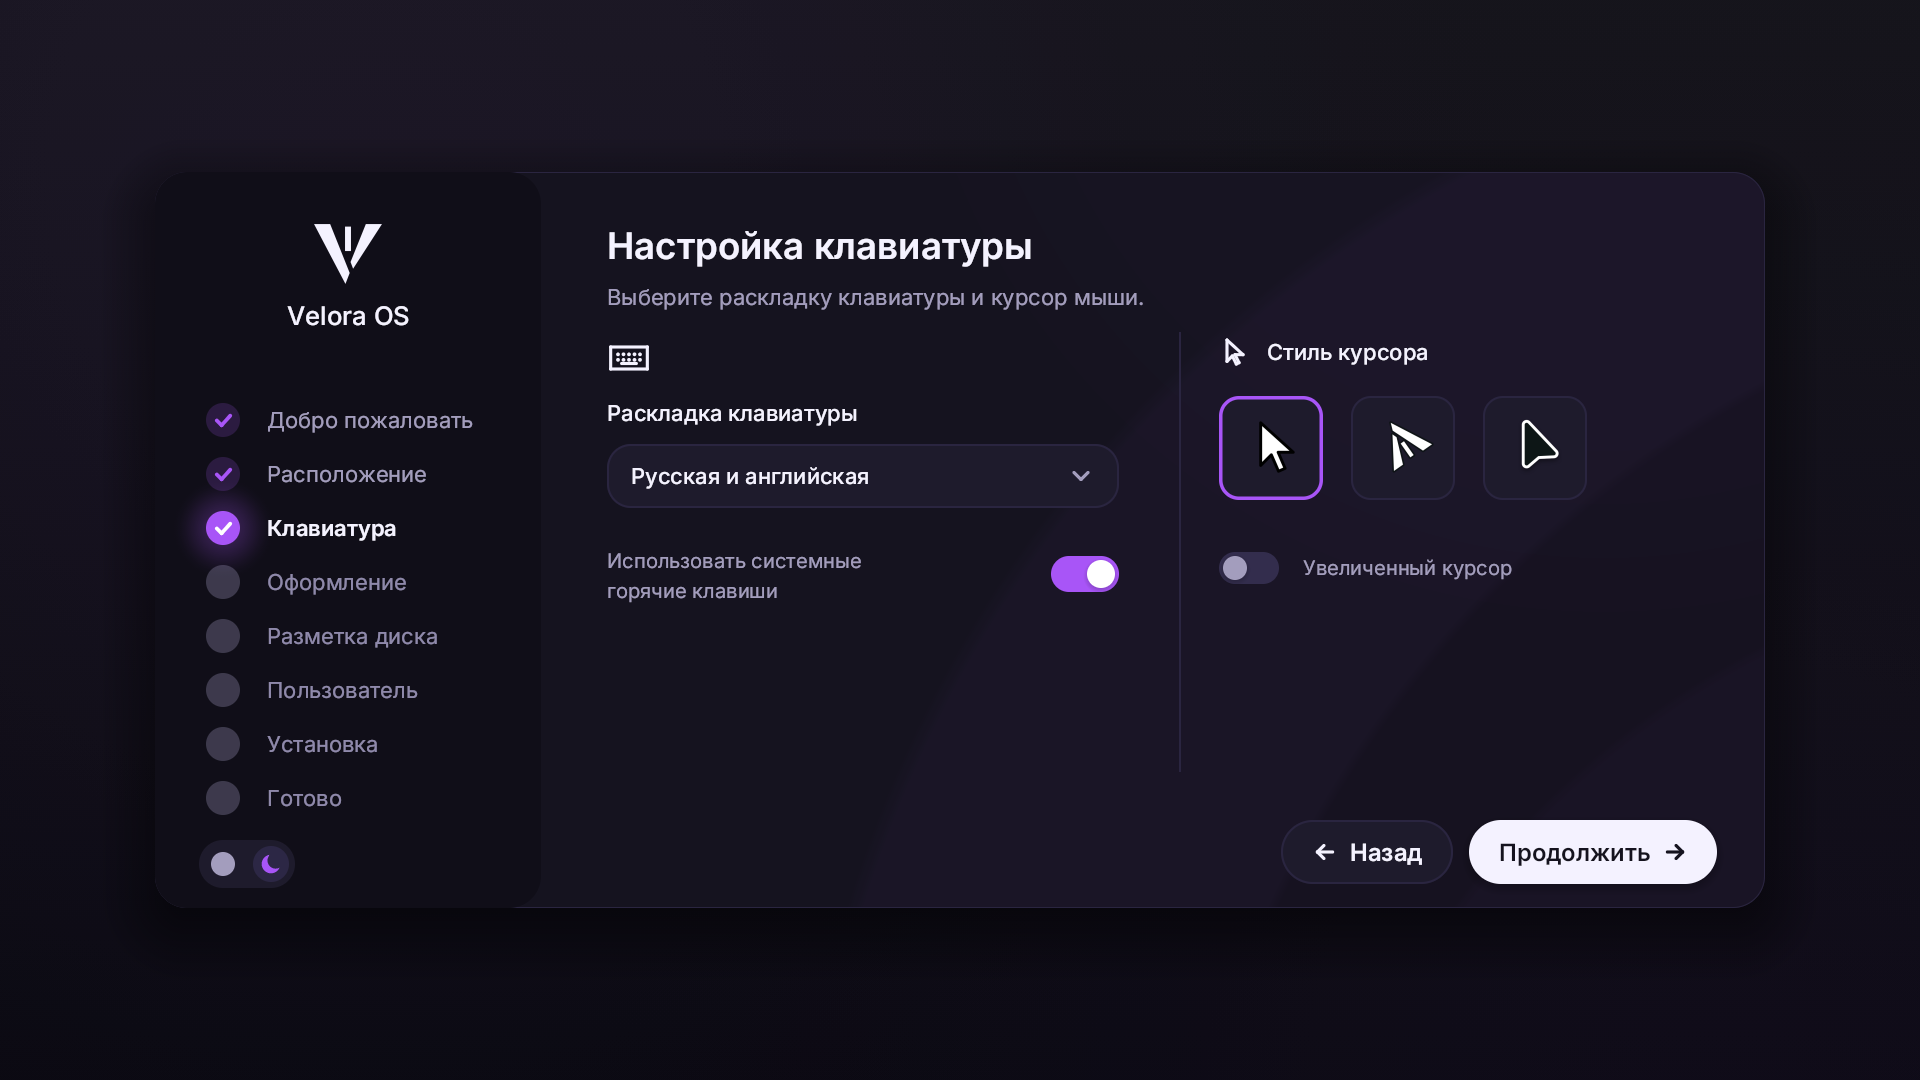 Velora OS
Добро пожаловать
Расположение
Клавиатура
Оформление
Разметка диска
Пользователь
Установка
Готово
Настройка клавиатуры
Выберите раскладку клавиатуры и курсор мыши.
Раскладка клавиатуры
Русская и английская
Использовать системные
горячие клавиши
Стиль курсора
Увеличенный курсор
Назад
Продолжить